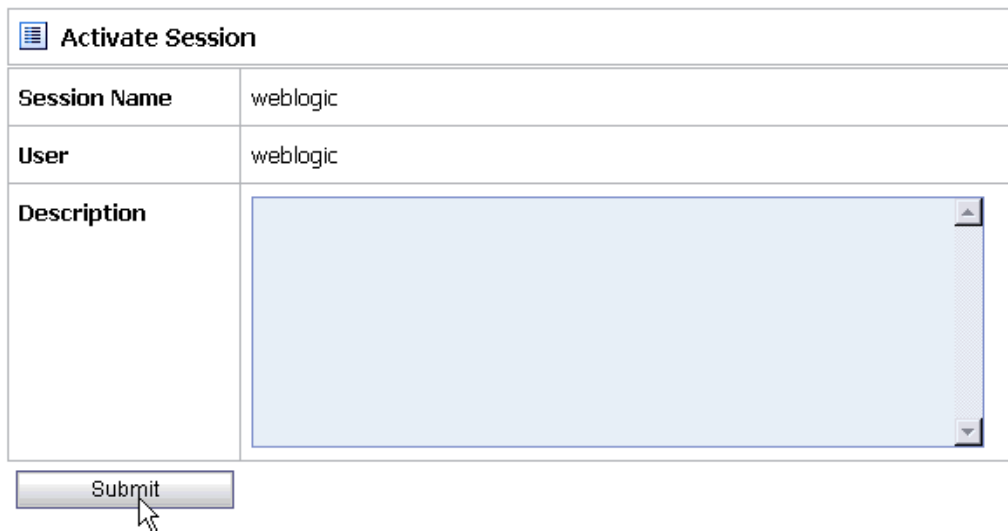 Activate Session
Session Name weblogic
User weblogic
Description
Submit